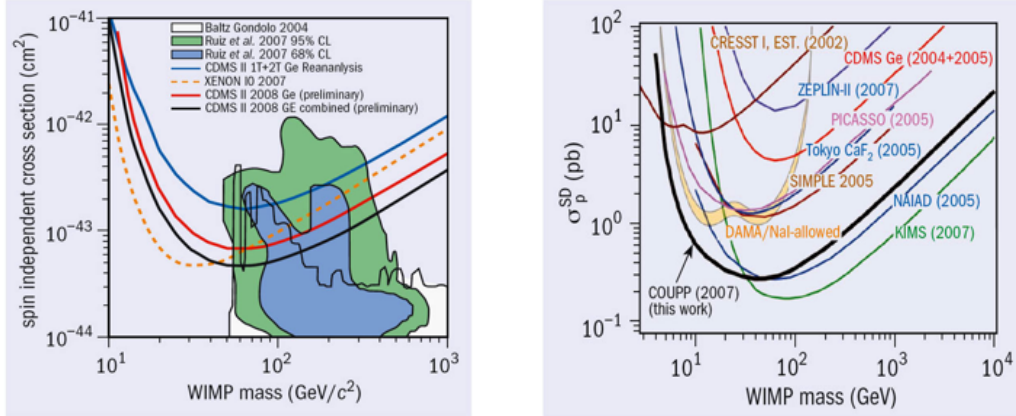 spin independent cross section (cm²)
10⁻⁴¹
10⁻⁴²
10⁻⁴³
10⁻⁴⁴
Baltz Gondolo 2004
Ruiz et al. 2007 95% CL
Ruiz et al. 2007 68% CL
CDMS II 1T+2T Ge Reananlysis
XENON I0 2007
CDMS II 2008 Ge (preliminary)
CDMS II 2008 GE combined (preliminary)
10¹
10²
10³
WIMP mass (GeV/c²)
σₚˢᴰ (pb)
10²
10¹
10⁰
10⁻¹
CRESST I, EST. (2002)
CDMS Ge (2004+2005)
ZEPLIN-II (2007)
PICASSO (2005)
Tokyo CaF₂ (2005)
SIMPLE 2005
NAIAD (2005)
DAMA/NaI-allowed
KIMS (2007)
COUPP (2007)
(this work)
10¹
10²
10³
10⁴
WIMP mass (GeV)